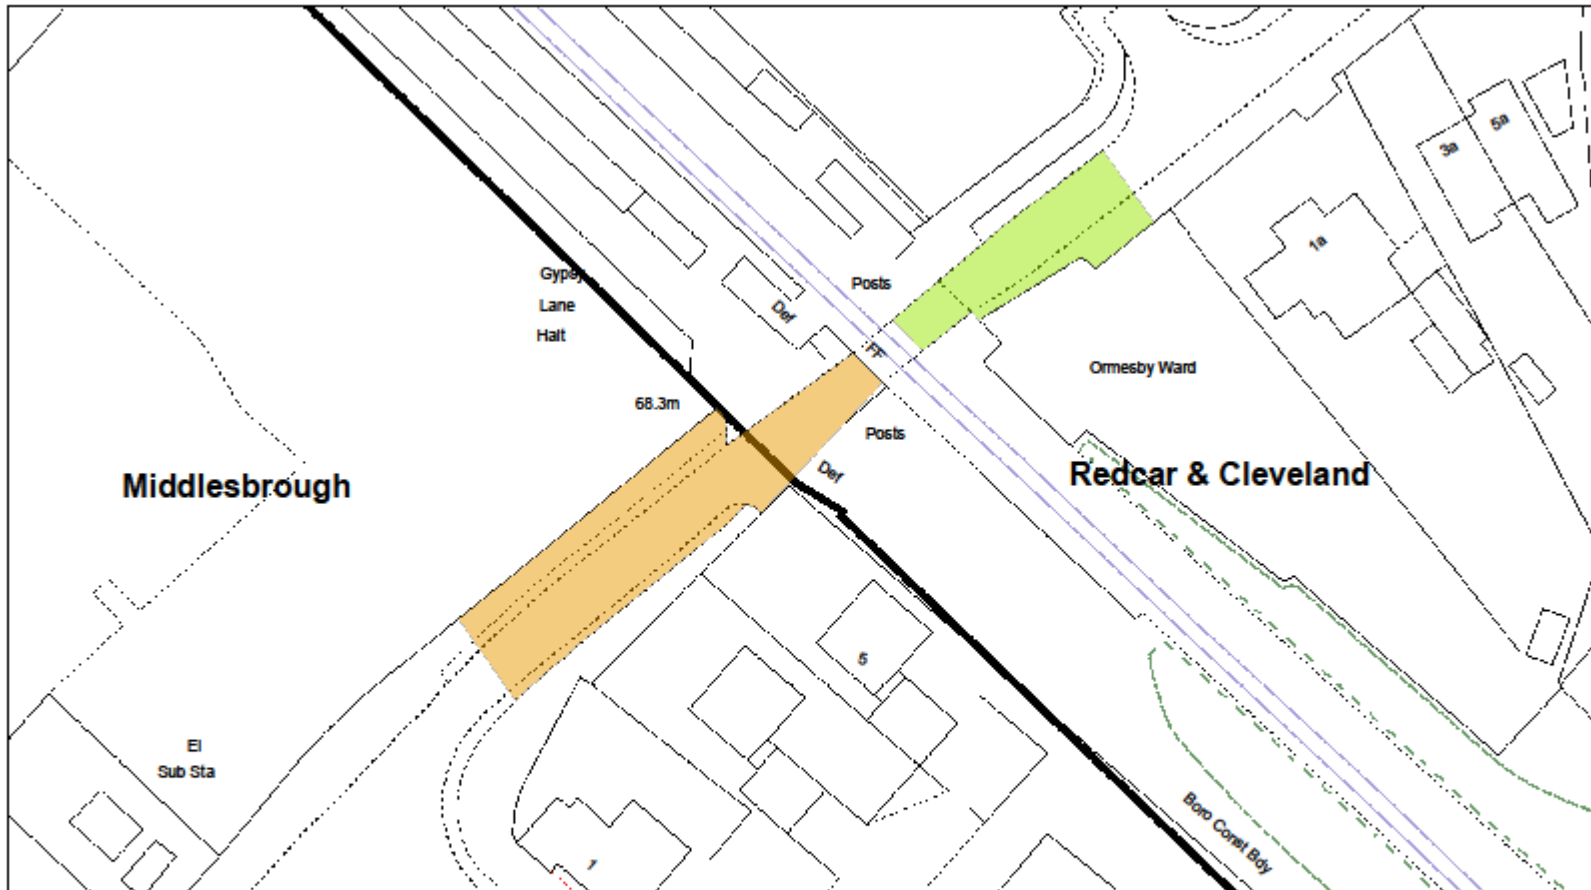 5a
3a
1a
Gypsy
Lane
Halt
Posts
Def
FF
Ormesby Ward
68.3m
Posts
Def
Middlesbrough
Redcar & Cleveland
5
El
Sub Sta
Boro Const Bdy
1